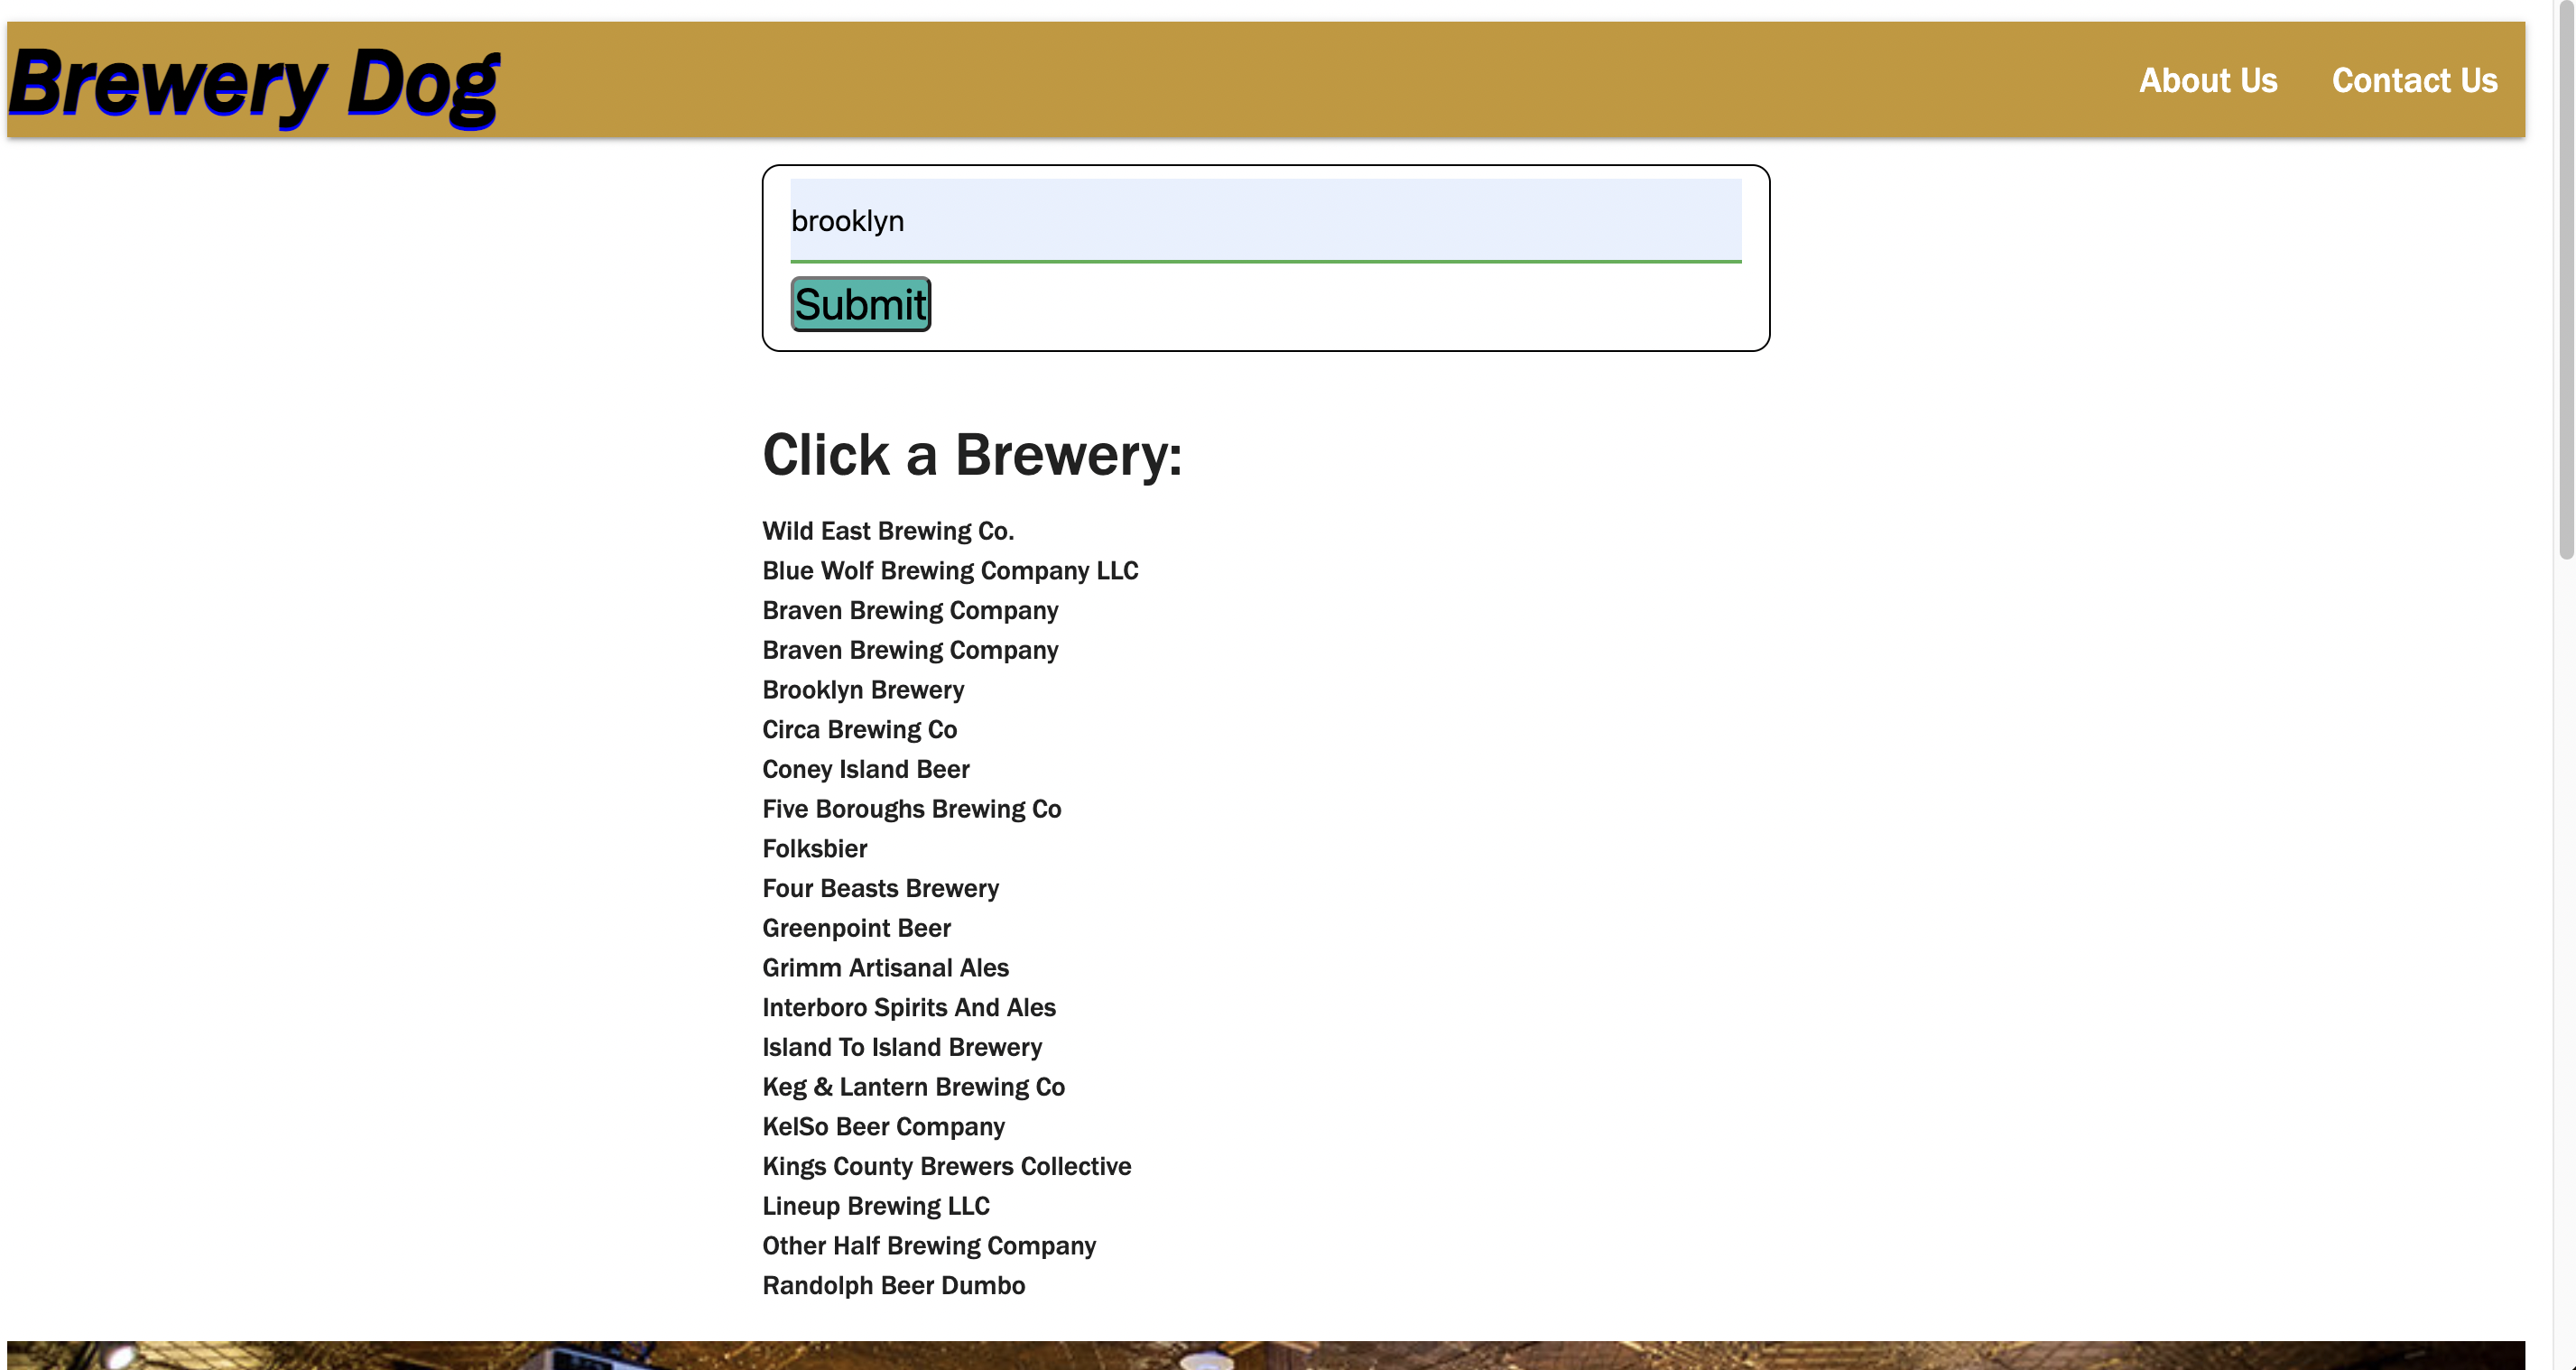 Brewery Dog
About Us
Contact Us
brooklyn
Submit
Click a Brewery:
Wild East Brewing Co.
Blue Wolf Brewing Company LLC
Braven Brewing Company
Braven Brewing Company
Brooklyn Brewery
Circa Brewing Co
Coney Island Beer
Five Boroughs Brewing Co
Folksbier
Four Beasts Brewery
Greenpoint Beer
Grimm Artisanal Ales
Interboro Spirits And Ales
Island To Island Brewery
Keg & Lantern Brewing Co
KelSo Beer Company
Kings County Brewers Collective
Lineup Brewing LLC
Other Half Brewing Company
Randolph Beer Dumbo